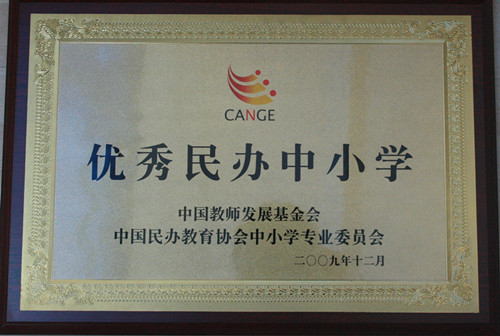 CANGE
优秀民办中小学
中国教师发展基金会
中国民办教育协会中小学专业委员会
二〇〇九年十二月